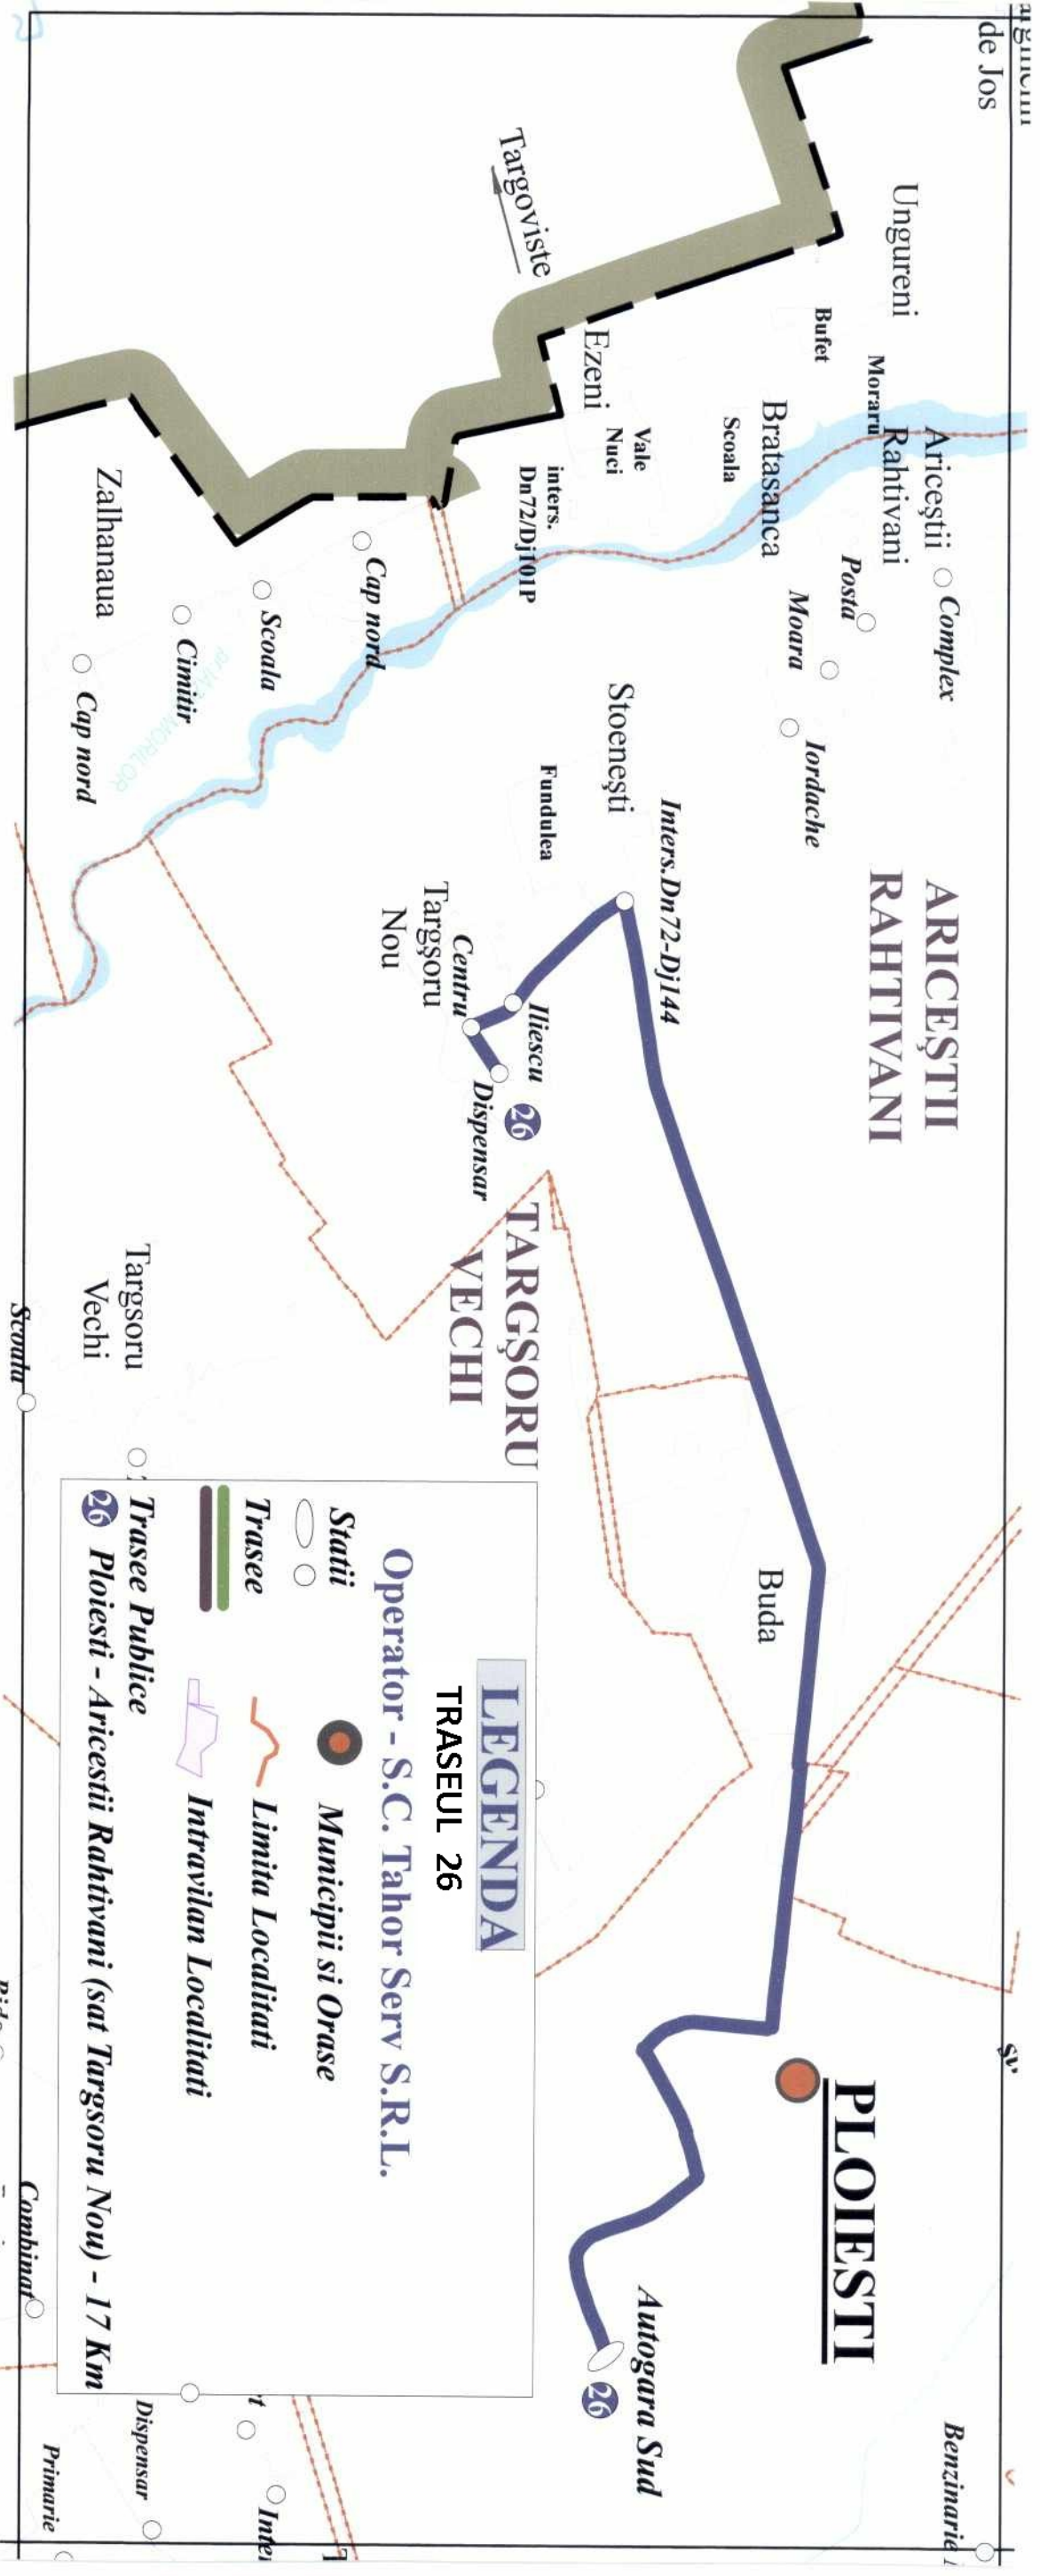 de Jos
Ungureni
Bufet
Moraru
Ariceştii
Rahtivani
Complex
Posta
Moara
Iordache
Bratasanca
Scoala
Targoviste
Ezeni
Vale
Nuci
inters.
Dn72/Dj101P
Cap nord
Scoala
Cimitir
Zalhanaua
Cap nord
MORILOR
Stoeneşti
Fundulea
Inters.Dn72-Dj144
Targşoru
Nou
Centru
Iliescu
26
Dispensar
ARICEŞTII
RAHTIVANI
TARGŞORU
VECHI
Targsoru
Vechi
Scoala
Buda
PLOIESTI
Autogara Sud
26
Benzinarie
Combinat
Dispensar
Primarie
LEGENDA
TRASEUL 26
Operator - S.C. Tahor Serv S.R.L.
Statii
Municipii si Orase
Trasee
Limita Localitati
Intravilan Localitati
Trasee Publice
26 Ploiesti - Aricestii Rahtivani (sat Targsoru Nou) - 17 Km